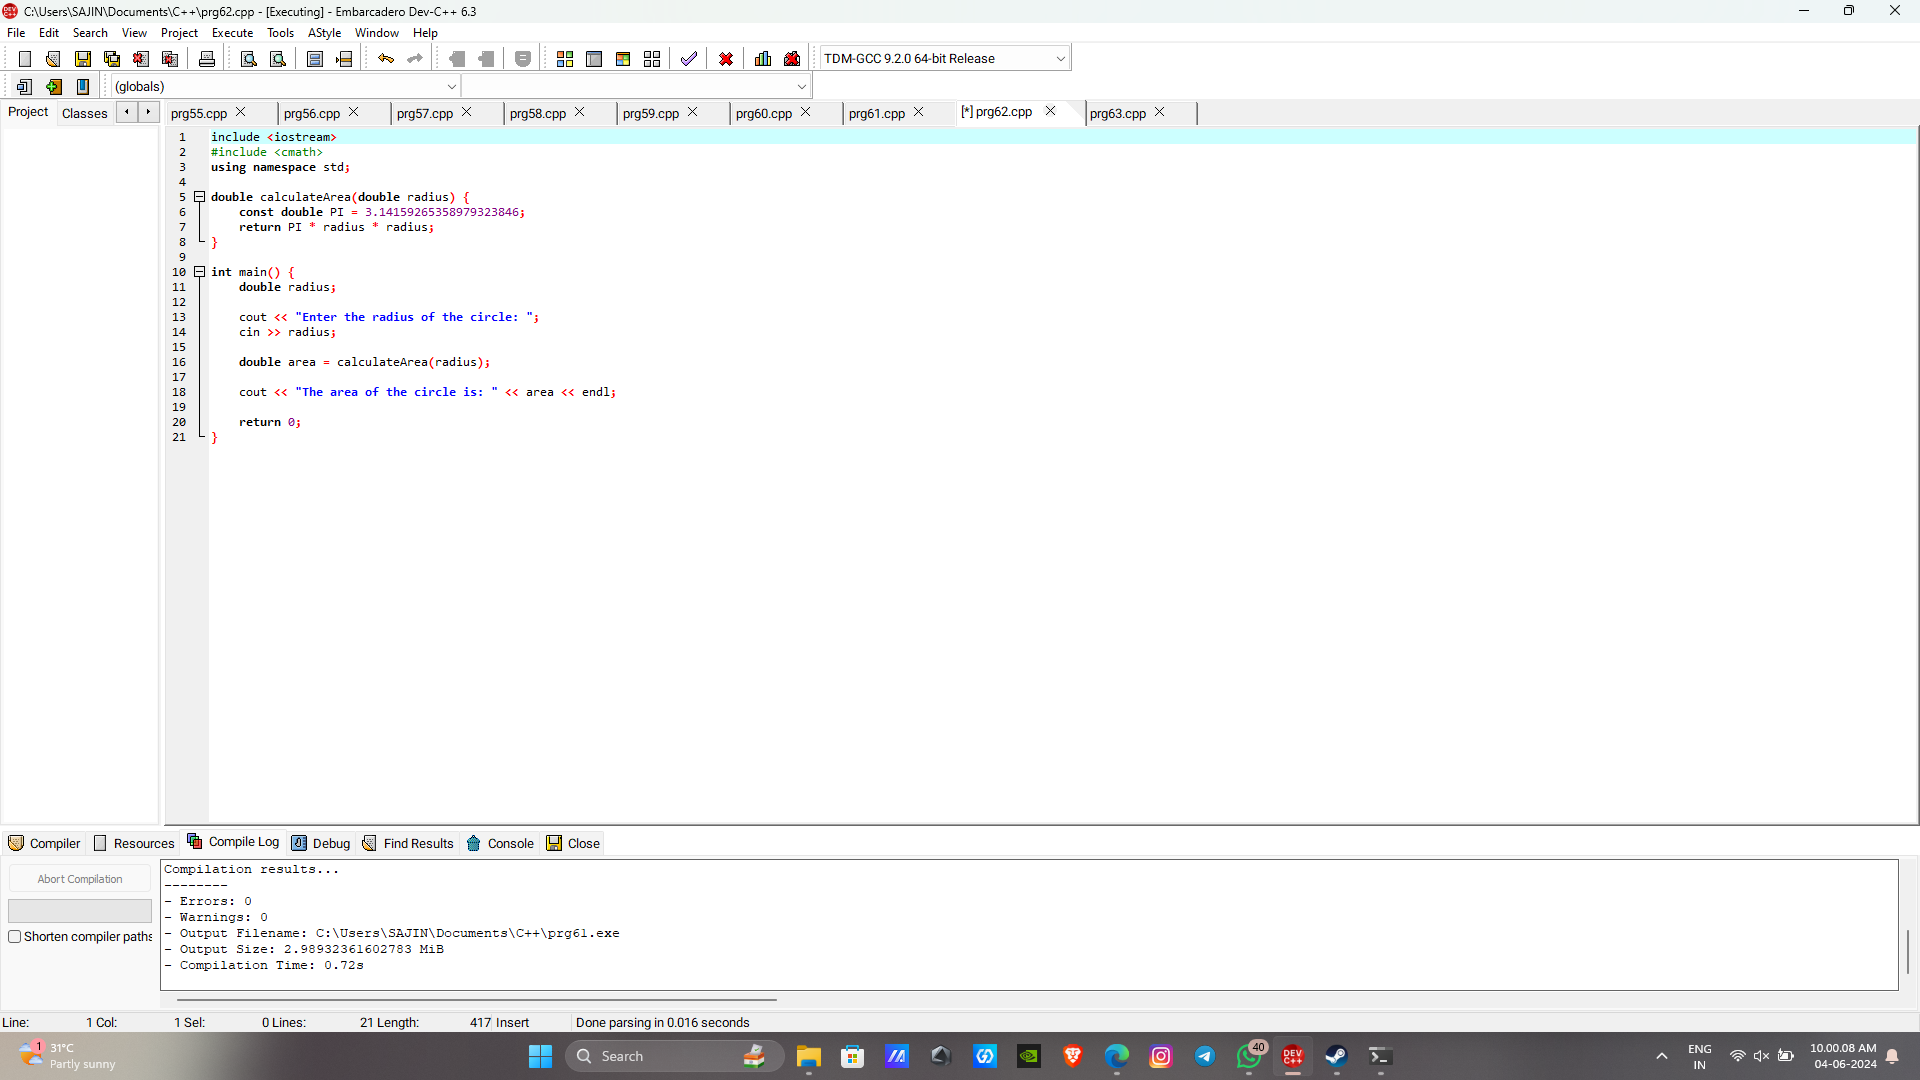 C:\Users\SAJIN\Documents\C++\prg62.cpp - [Executing] - Embarcadero Dev-C++ 6.3
File Edit Search View Project Execute Tools AStyle Window Help
TDM-GCC 9.2.0 64-bit Release
(globals)
Project Classes prg55.cpp prg56.cpp prg57.cpp prg58.cpp prg59.cpp prg60.cpp prg61.cpp [*] prg62.cpp prg63.cpp
1 include <iostream>
2 #include <cmath>
3 using namespace std;
4
5 double calculateArea(double radius) {
6 const double PI = 3.14159265358979323846;
7 return PI * radius * radius;
8 }
9
10 int main() {
11 double radius;
12
13 cout << "Enter the radius of the circle: ";
14 cin >> radius;
15
16 double area = calculateArea(radius);
17
18 cout << "The area of the circle is: " << area << endl;
19
20 return 0;
21 }
Compiler Resources Compile Log Debug Find Results Console Close
Abort Compilation
Shorten compiler paths
Compilation results...
--------
- Errors: 0
- Warnings: 0
- Output Filename: C:\Users\SAJIN\Documents\C++\prg61.exe
- Output Size: 2.98932361602783 MiB
- Compilation Time: 0.72s
Line: 1 Col: 1 Sel: 0 Lines: 21 Length: 417 Insert Done parsing in 0.016 seconds
1 31°C
Partly sunny
Search
40
DEV
C++
ENG
IN
10.00.08 AM
04-06-2024